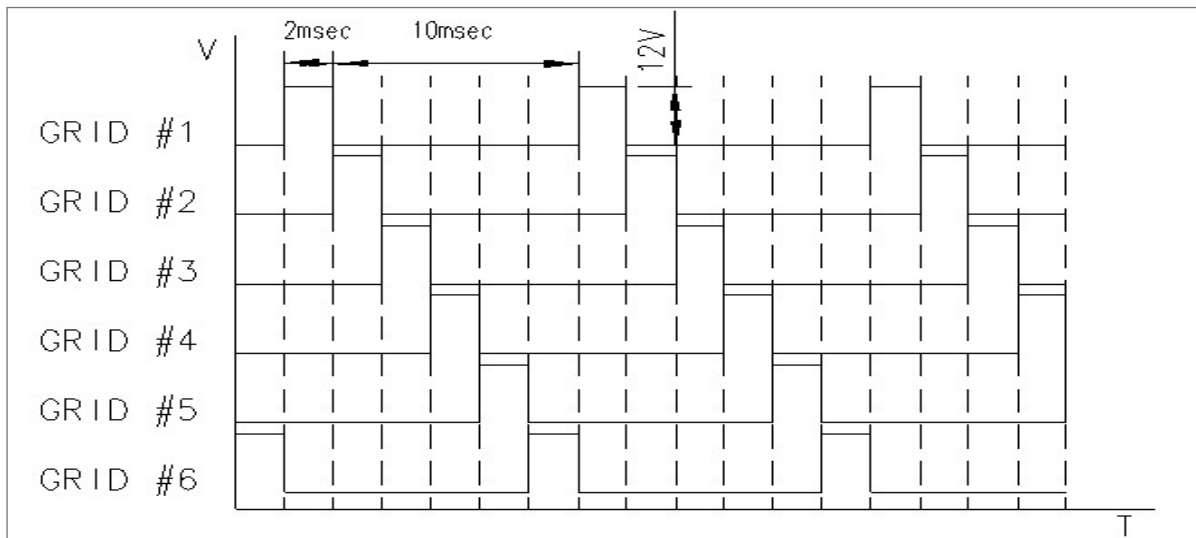 2msec
10msec
12V
V
GRID #1
GRID #2
GRID #3
GRID #4
GRID #5
GRID #6
T